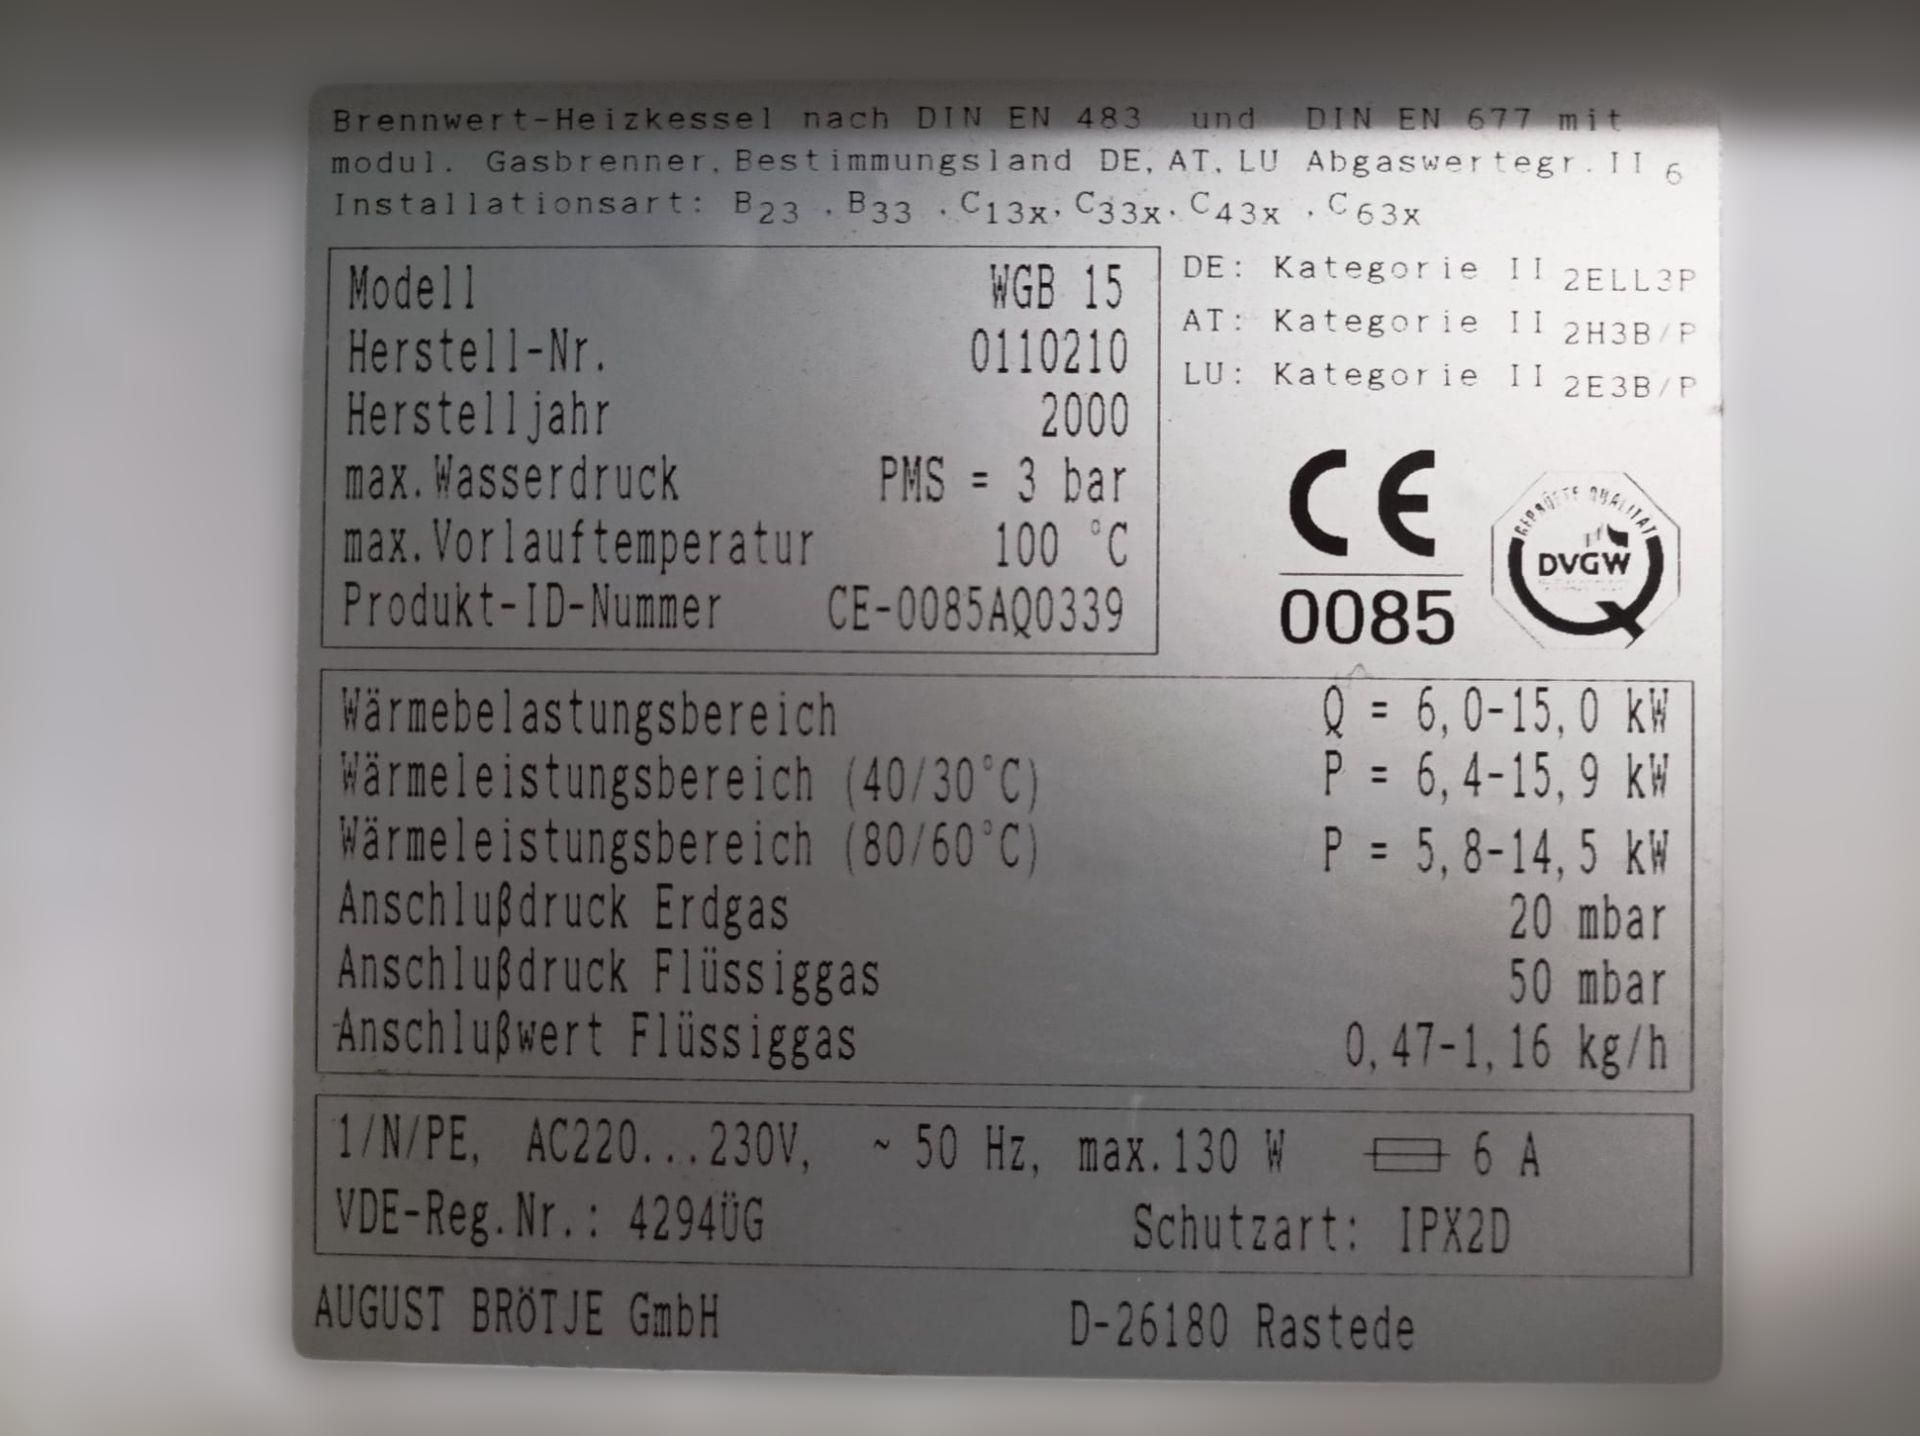 Brennwert-Heizkessel nach DIN EN 483 und DIN EN 677 mit
modul. Gasbrenner, Bestimmungsland DE, AT, LU Abgaswertegr. II 6
Installationsart: B23 , B33 , C13x, C33x, C43x , C63x
Modell WGB 15
Herstell-Nr. 0110210
Herstelljahr 2000
max.Wasserdruck PMS = 3 bar
max.Vorlauftemperatur 100 °C
Produkt-ID-Nummer CE-0085AQ0339
DE: Kategorie II 2ELL3P
AT: Kategorie II 2H3B/P
LU: Kategorie II 2E3B/P
CE
0085
GEPRÜFTE QUALITÄT
DVGW
Wärmebelastungsbereich Q = 6,0-15,0 kW
Wärmeleistungsbereich (40/30°C) P = 6,4-15,9 kW
Wärmeleistungsbereich (80/60°C) P = 5,8-14,5 kW
Anschlußdruck Erdgas 20 mbar
Anschlußdruck Flüssiggas 50 mbar
Anschlußwert Flüssiggas 0,47-1,16 kg/h
1/N/PE, AC220...230V, ~ 50 Hz, max.130 W 6 A
VDE-Reg.Nr.: 4294ÜG Schutzart: IPX2D
AUGUST BRÖTJE GmbH D-26180 Rastede